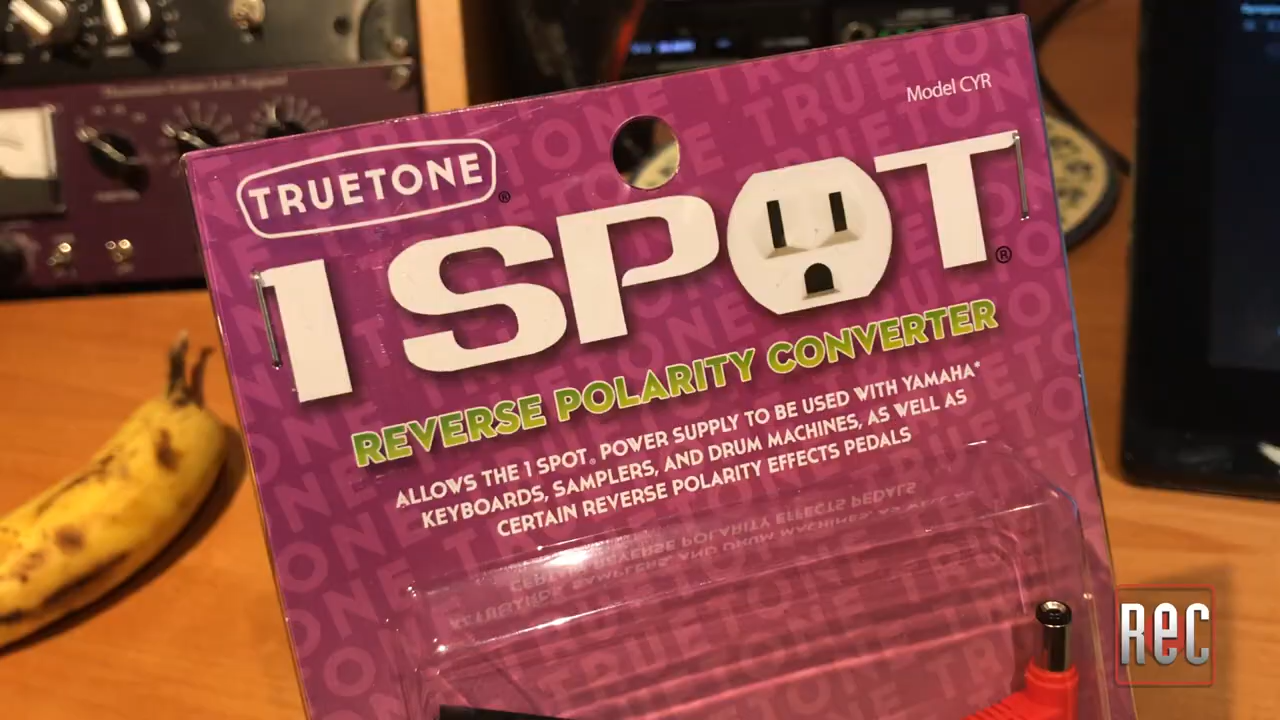 Model CYR
TRUETONE®
1 SPOT®
REVERSE POLARITY CONVERTER
ALLOWS THE 1 SPOT® POWER SUPPLY TO BE USED WITH YAMAHA*
KEYBOARDS, SAMPLERS, AND DRUM MACHINES, AS WELL AS
CERTAIN REVERSE POLARITY EFFECTS PEDALS
REC